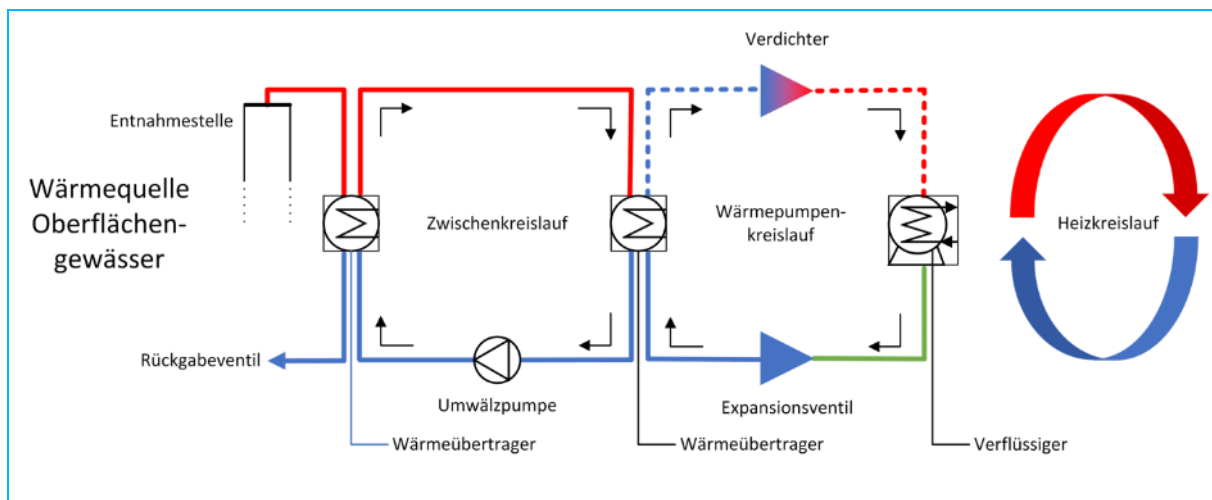 Verdichter
Entnahmestelle
Wärmequelle
Oberflächen-
gewässer
Zwischenkreislauf
Wärmepumpen-
kreislauf
Heizkreislauf
Rückgabeventil
Umwälzpumpe
Expansionsventil
Wärmeübertrager
Wärmeübertrager
Verflüssiger